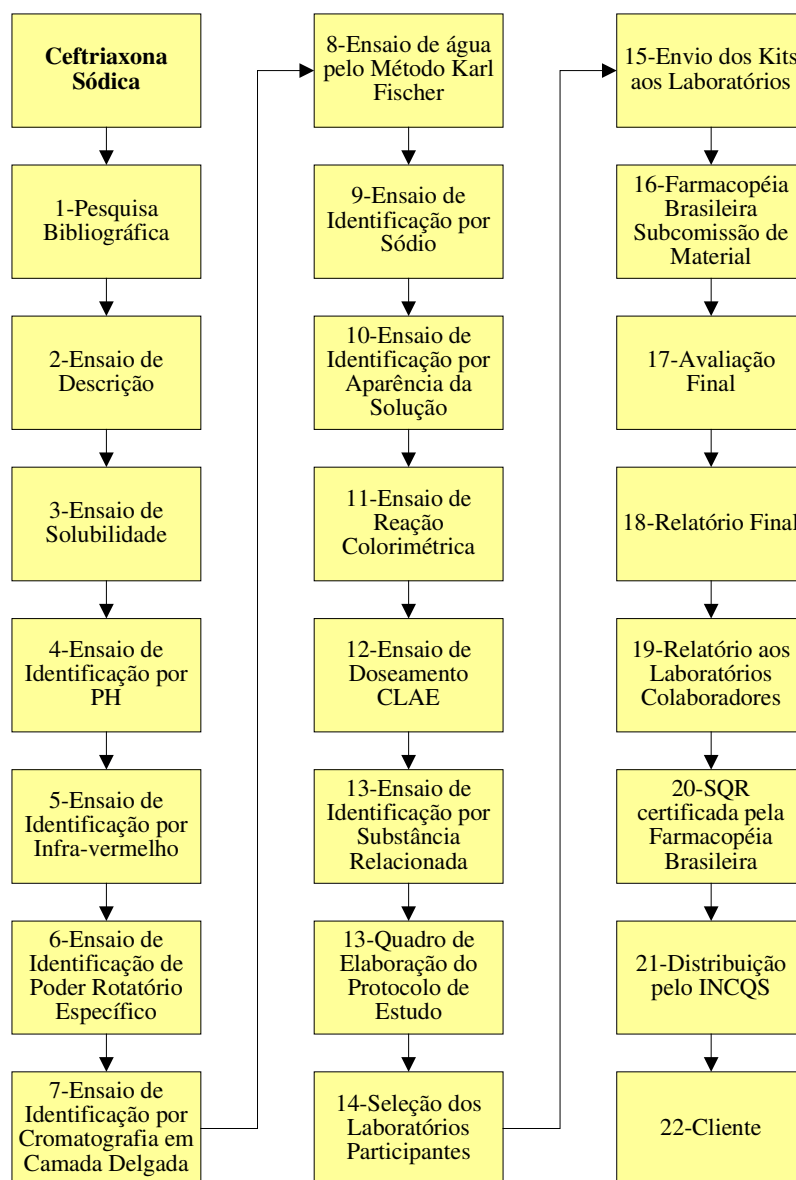 Ceftriaxona
Sódica
1-Pesquisa
Bibliográfica
2-Ensaio de
Descrição
3-Ensaio de
Solubilidade
4-Ensaio de
Identificação por
PH
5-Ensaio de
Identificação por
Infra-vermelho
6-Ensaio de
Identificação de
Poder Rotatório
Específico
7-Ensaio de
Identificação por
Cromatografia em
Camada Delgada
8-Ensaio de água
pelo Método Karl
Fischer
9-Ensaio de
Identificação por
Sódio
10-Ensaio de
Identificação por
Aparência da
Solução
11-Ensaio de
Reação
Colorimétrica
12-Ensaio de
Doseamento
CLAE
13-Ensaio de
Identificação por
Substância
Relacionada
13-Quadro de
Elaboração do
Protocolo de
Estudo
14-Seleção dos
Laboratórios
Participantes
15-Envio dos Kits
aos Laboratórios
16-Farmacopéia
Brasileira
Subcomissão de
Material
17-Avaliação
Final
18-Relatório Final
19-Relatório aos
Laboratórios
Colaboradores
20-SQR
certificada pela
Farmacopéia
Brasileira
21-Distribuição
pelo INCQS
22-Cliente